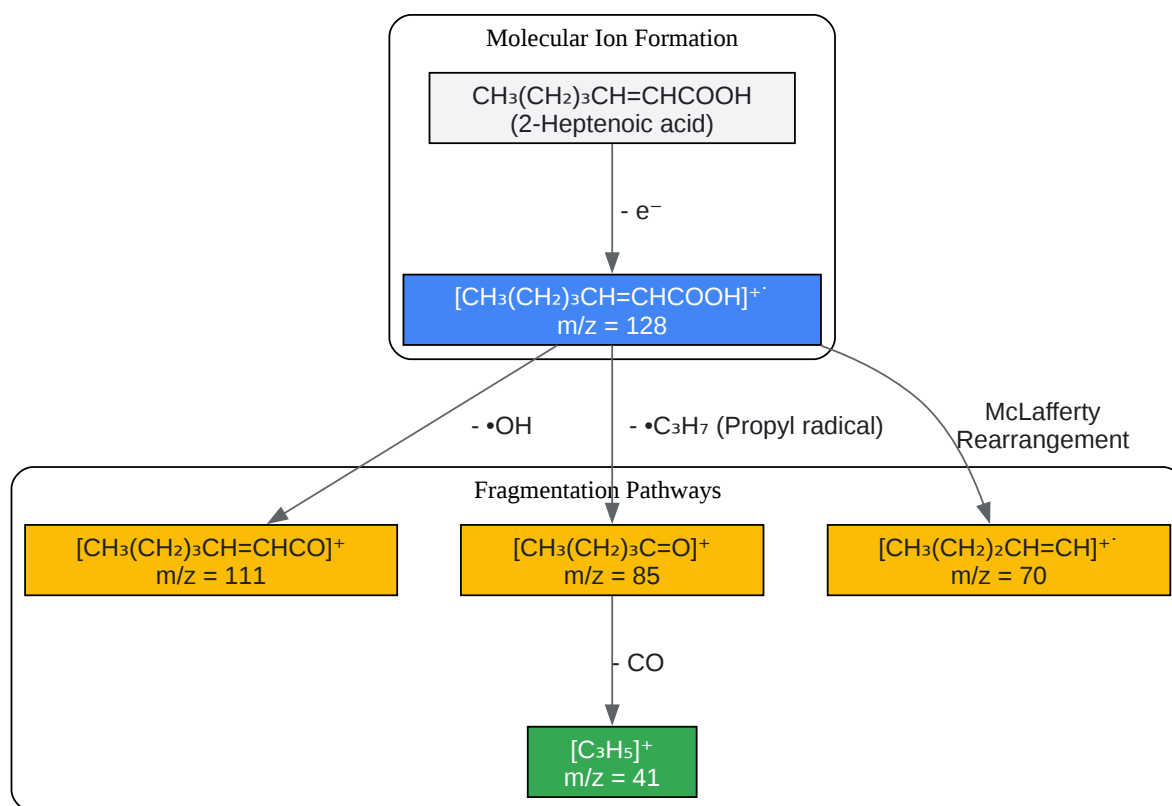 Molecular Ion Formation
CH₃(CH₂)₃CH=CHCOOH
(2-Heptenoic acid)
- e⁻
[CH₃(CH₂)₃CH=CHCOOH]⁺˙
m/z = 128
- •OH
- •C₃H₇ (Propyl radical)
McLafferty
Rearrangement
Fragmentation Pathways
[CH₃(CH₂)₃CH=CHCO]⁺
m/z = 111
[CH₃(CH₂)₃C=O]⁺
m/z = 85
[CH₃(CH₂)₂CH=CH]⁺˙
m/z = 70
- CO
[C₃H₅]⁺
m/z = 41